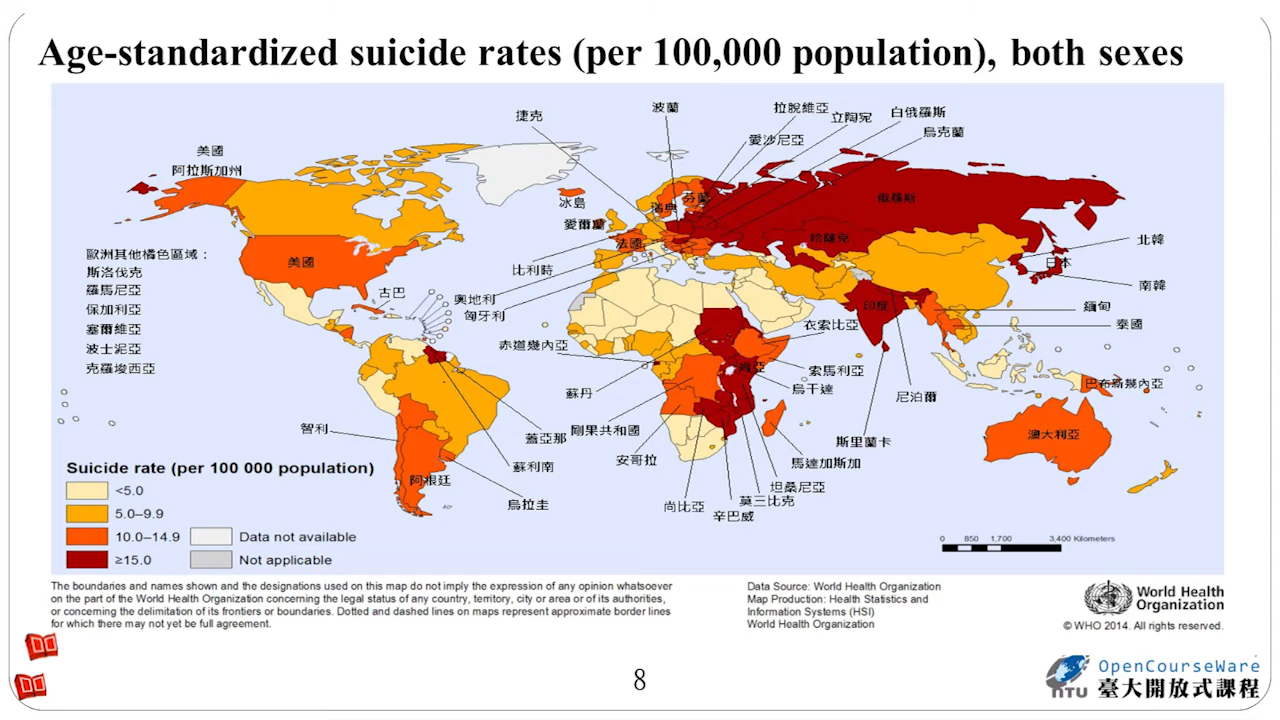 Age-standardized suicide rates (per 100,000 population), both sexes
捷克
波蘭
拉脫維亞
立陶宛
白俄羅斯
愛沙尼亞
烏克蘭
美國
阿拉斯加州
冰島
瑞典
芬蘭
俄羅斯
愛爾蘭
法國
哈薩克
北韓
日本
歐洲其他橘色區域：
斯洛伐克
羅馬尼亞
保加利亞
塞爾維亞
波士尼亞
克羅埃西亞
美國
比利時
南韓
古巴
奧地利
匈牙利
印度
緬甸
泰國
衣索比亞
赤道幾內亞
肯亞
索馬利亞
烏干達
蘇丹
尼泊爾
巴布新幾內亞
智利
蓋亞那
剛果共和國
斯里蘭卡
澳大利亞
蘇利南
安哥拉
馬達加斯加
阿根廷
烏拉圭
坦桑尼亞
尚比亞
莫三比克
辛巴威
Suicide rate (per 100 000 population)
<5.0
5.0–9.9
10.0–14.9
≥15.0
Data not available
Not applicable
0 850 1,700 3,400 Kilometers
The boundaries and names shown and the designations used on this map do not imply the expression of any opinion whatsoever
on the part of the World Health Organization concerning the legal status of any country, territory, city or area or of its authorities,
or concerning the delimitation of its frontiers or boundaries. Dotted and dashed lines on maps represent approximate border lines
for which there may not yet be full agreement.
Data Source: World Health Organization
Map Production: Health Statistics and
Information Systems (HSI)
World Health Organization
World Health
Organization
© WHO 2014. All rights reserved.
8
NTU
OpenCourseWare
臺大開放式課程